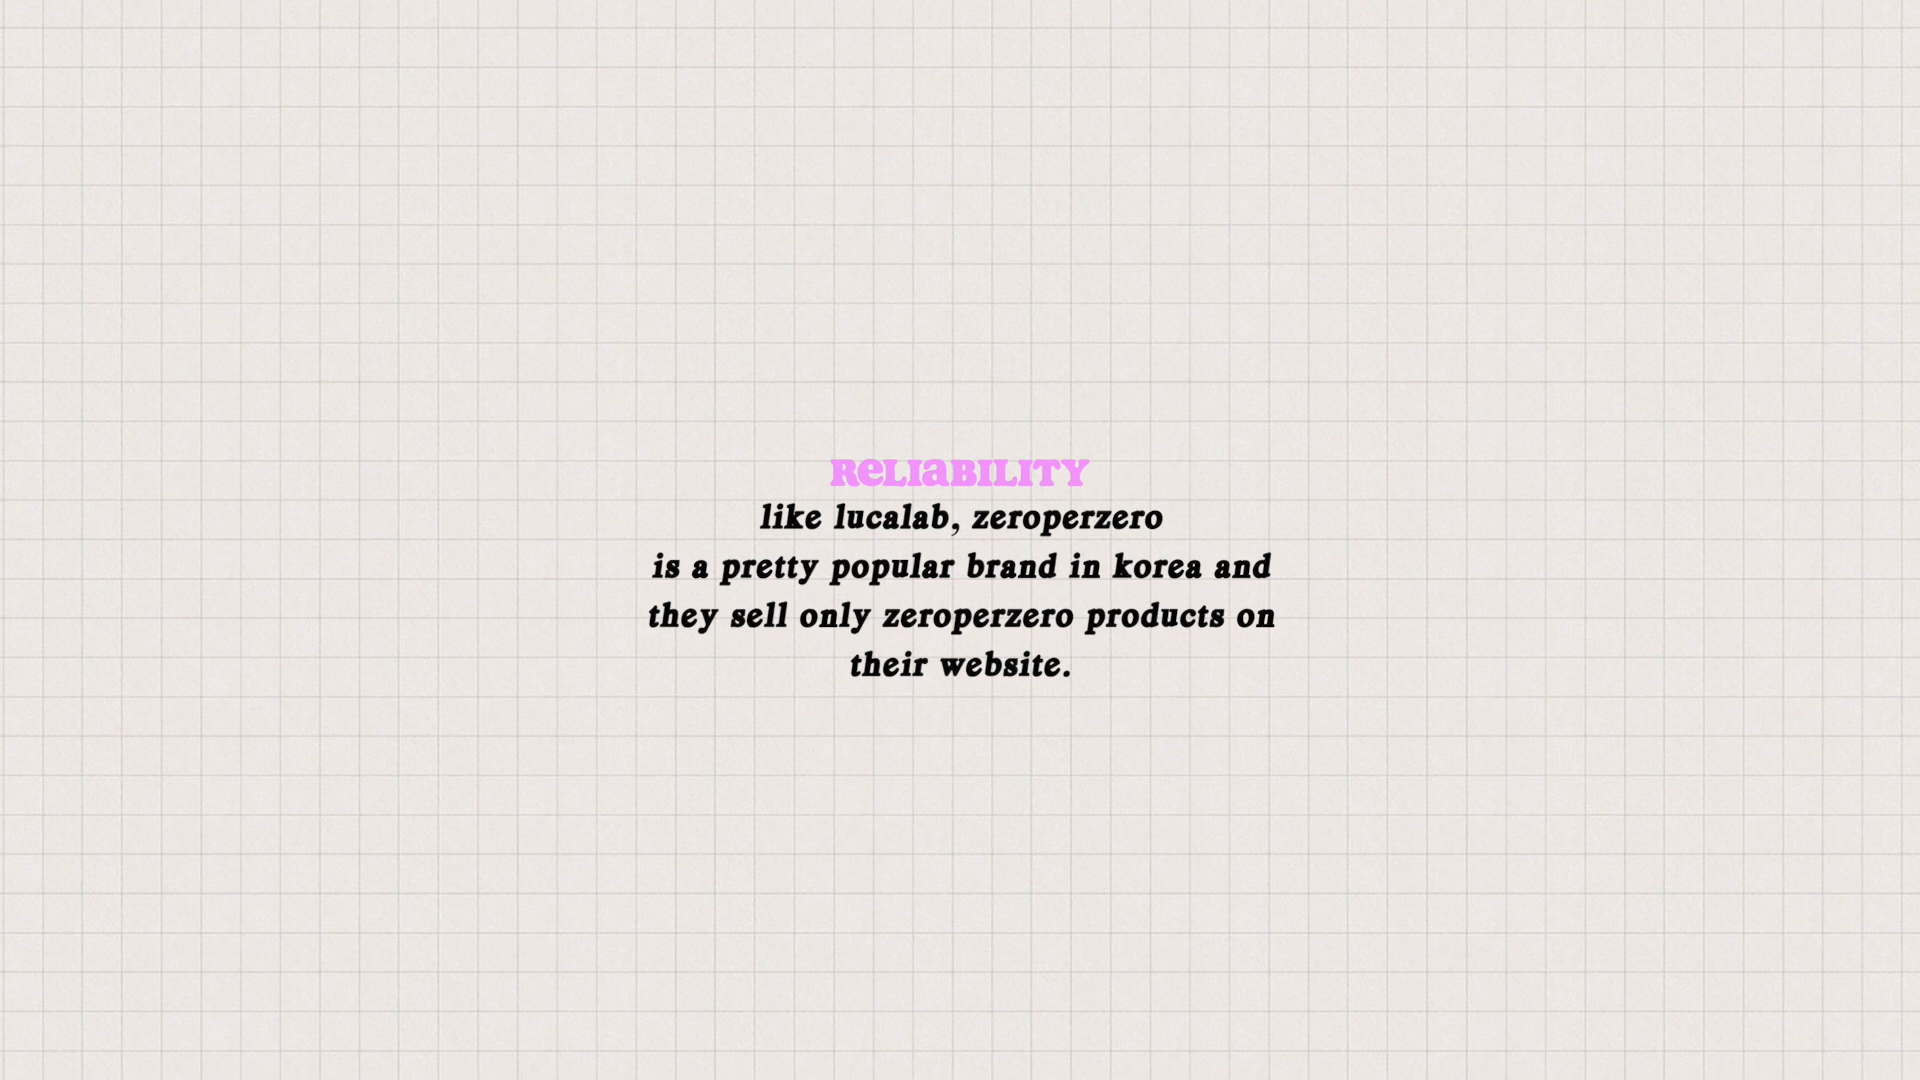 ReLIaBILITY
like lucalab, zeroperzero
is a pretty popular brand in korea and
they sell only zeroperzero products on
their website.